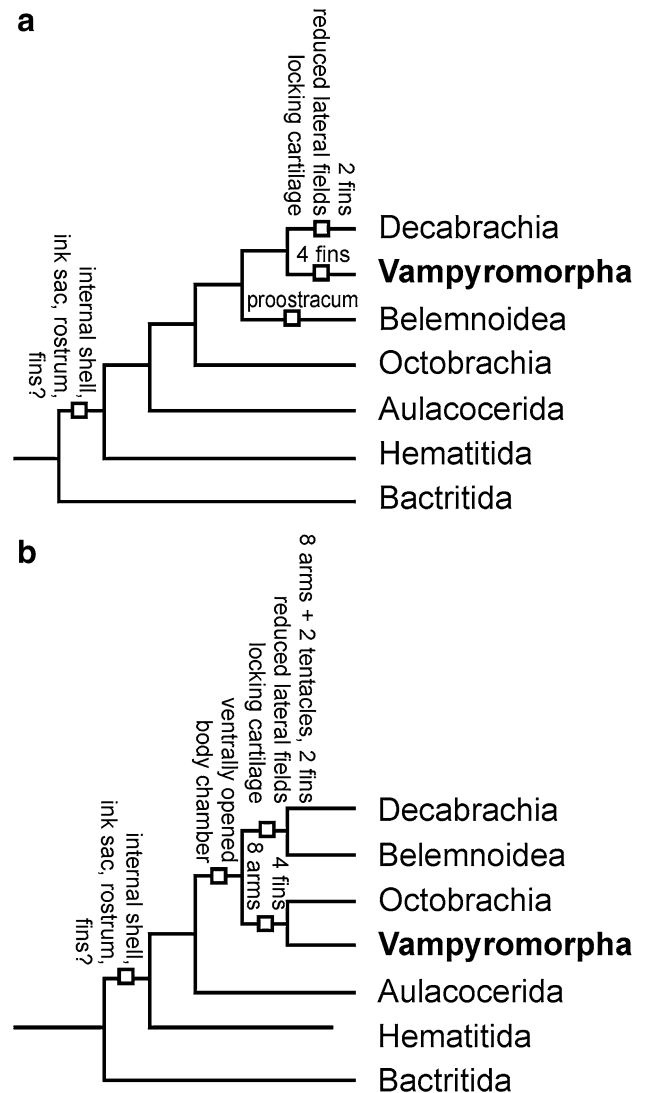 a
reduced lateral fields
locking cartilage
2 fins
Decabrachia
4 fins
Vampyromorpha
proostracum
Belemnoidea
internal shell,
ink sac, rostrum,
fins?
Octobrachia
Aulacocerida
Hematitida
Bactritida
b
8 arms + 2 tentacles, 2 fins
reduced lateral fields
locking cartilage
ventrally opened
body chamber
Decabrachia
internal shell,
ink sac, rostrum,
fins?
4 fins
8 arms
Belemnoidea
Octobrachia
Vampyromorpha
Aulacocerida
Hematitida
Bactritida